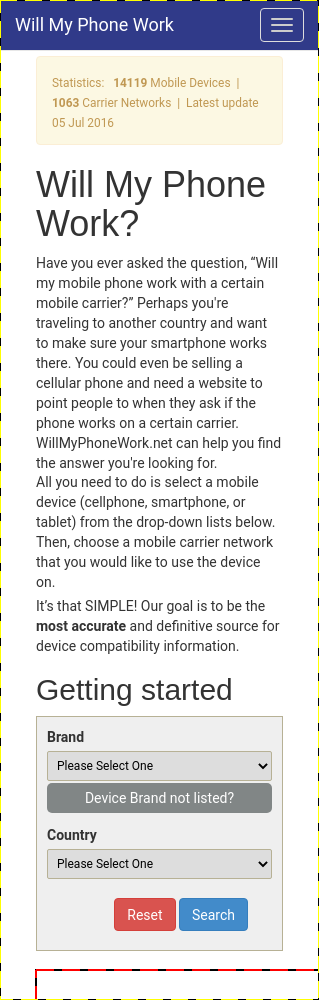 Will My Phone Work
Statistics: 14119 Mobile Devices |
1063 Carrier Networks | Latest update
05 Jul 2016
Will My Phone
Work?
Have you ever asked the question, “Will
my mobile phone work with a certain
mobile carrier?” Perhaps you're
traveling to another country and want
to make sure your smartphone works
there. You could even be selling a
cellular phone and need a website to
point people to when they ask if the
phone works on a certain carrier.
WillMyPhoneWork.net can help you find
the answer you're looking for.
All you need to do is select a mobile
device (cellphone, smartphone, or
tablet) from the drop-down lists below.
Then, choose a mobile carrier network
that you would like to use the device
on.
It’s that SIMPLE! Our goal is to be the
most accurate and definitive source for
device compatibility information.
Getting started
Brand
Please Select One
Device Brand not listed?
Country
Please Select One
Reset Search